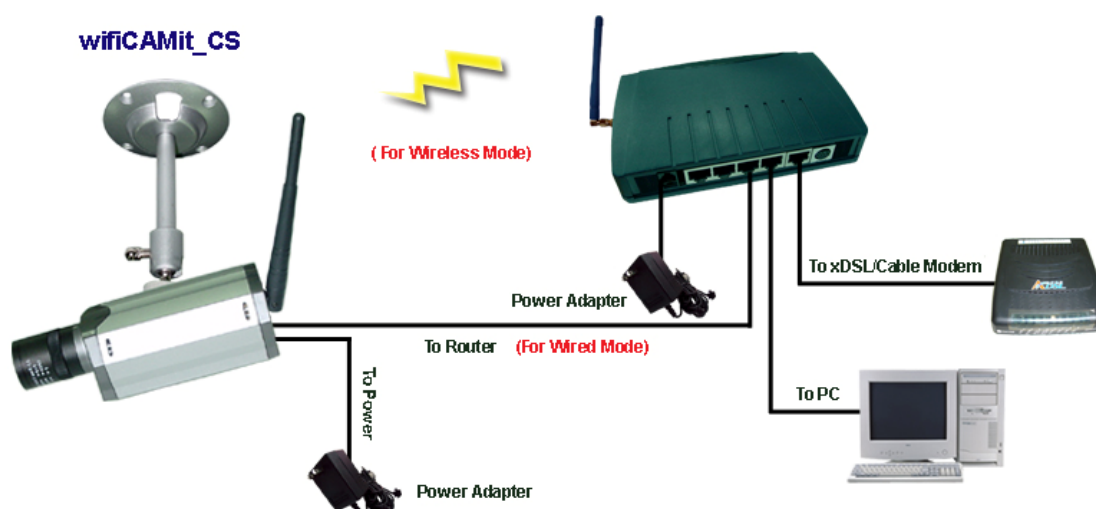 wifiCAMit_CS
( For Wireless Mode)
To xDSL/Cable Modem
Power Adapter
To Router (For Wired Mode)
To Power
To PC
Power Adapter